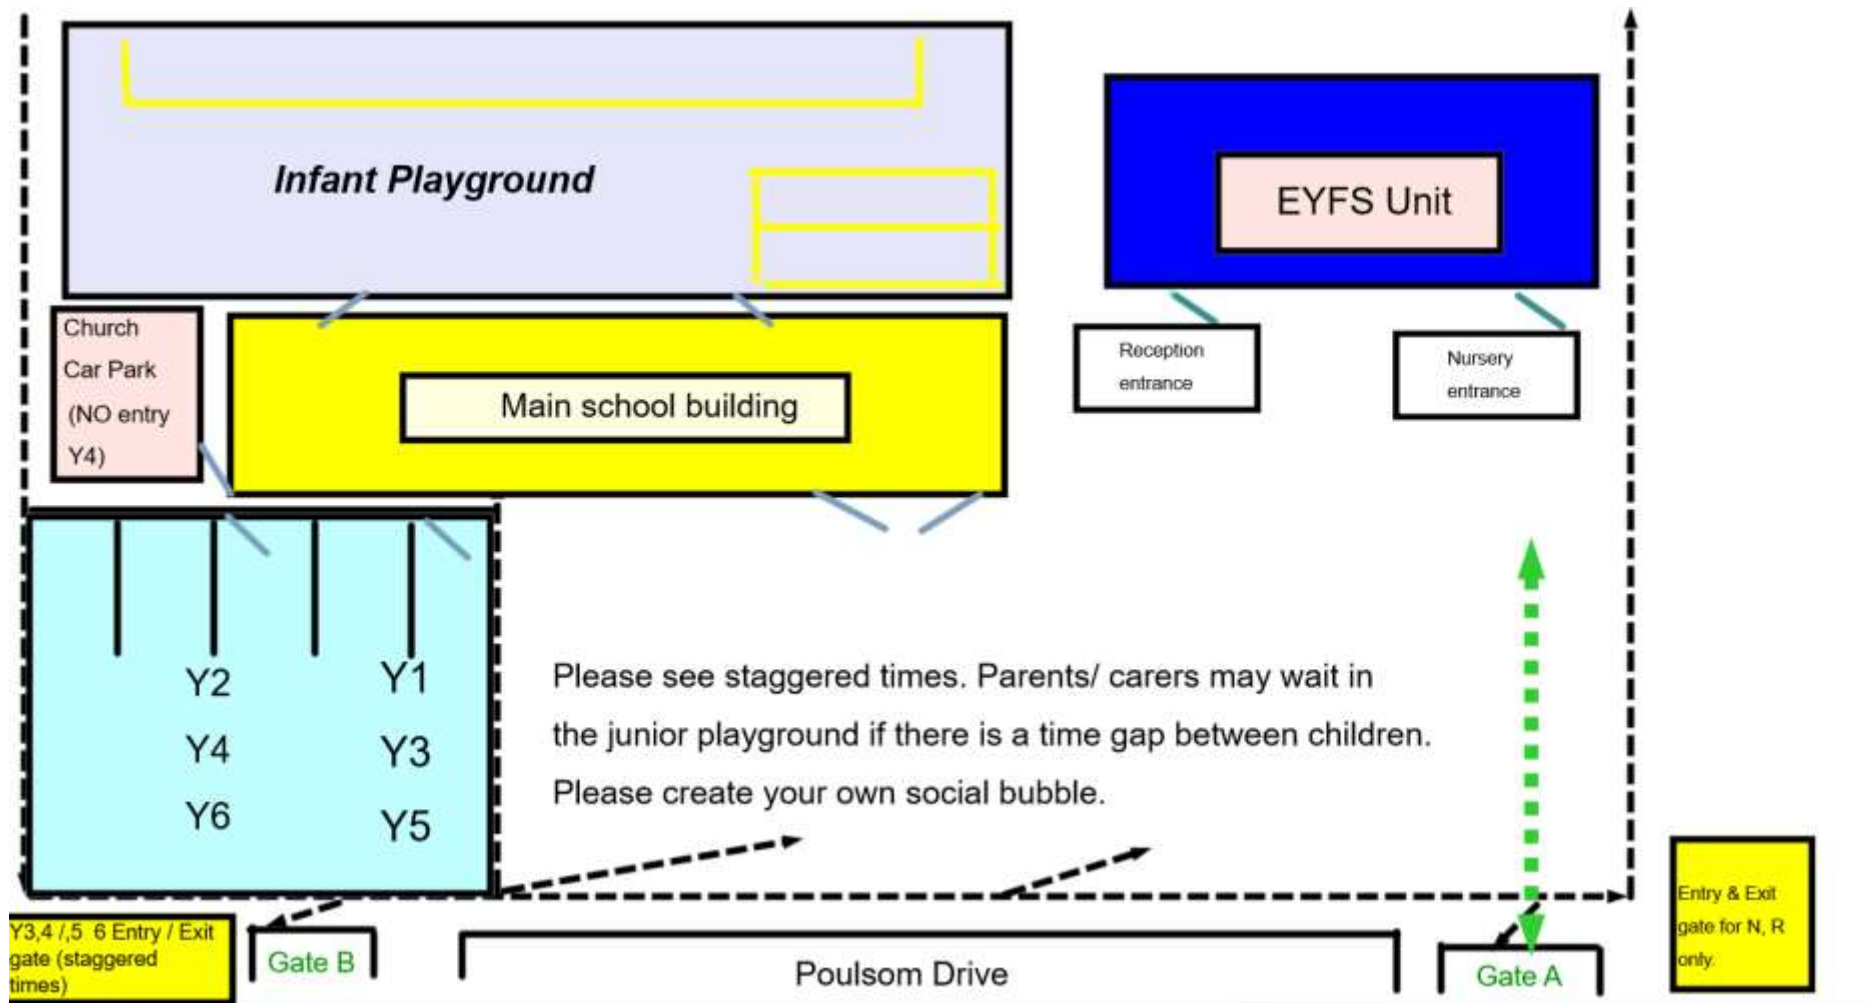 Infant Playground
EYFS Unit
Church
Car Park
(NO entry
Y4)
Main school building
Reception
entrance
Nursery
entrance
Y2
Y1
Y4
Y3
Y6
Y5
Please see staggered times. Parents/ carers may wait in
the junior playground if there is a time gap between children.
Please create your own social bubble.
Y3,4 /,5 6 Entry / Exit
gate (staggered
times)
Gate B
Poulsom Drive
Gate A
Entry & Exit
gate for N, R
only.